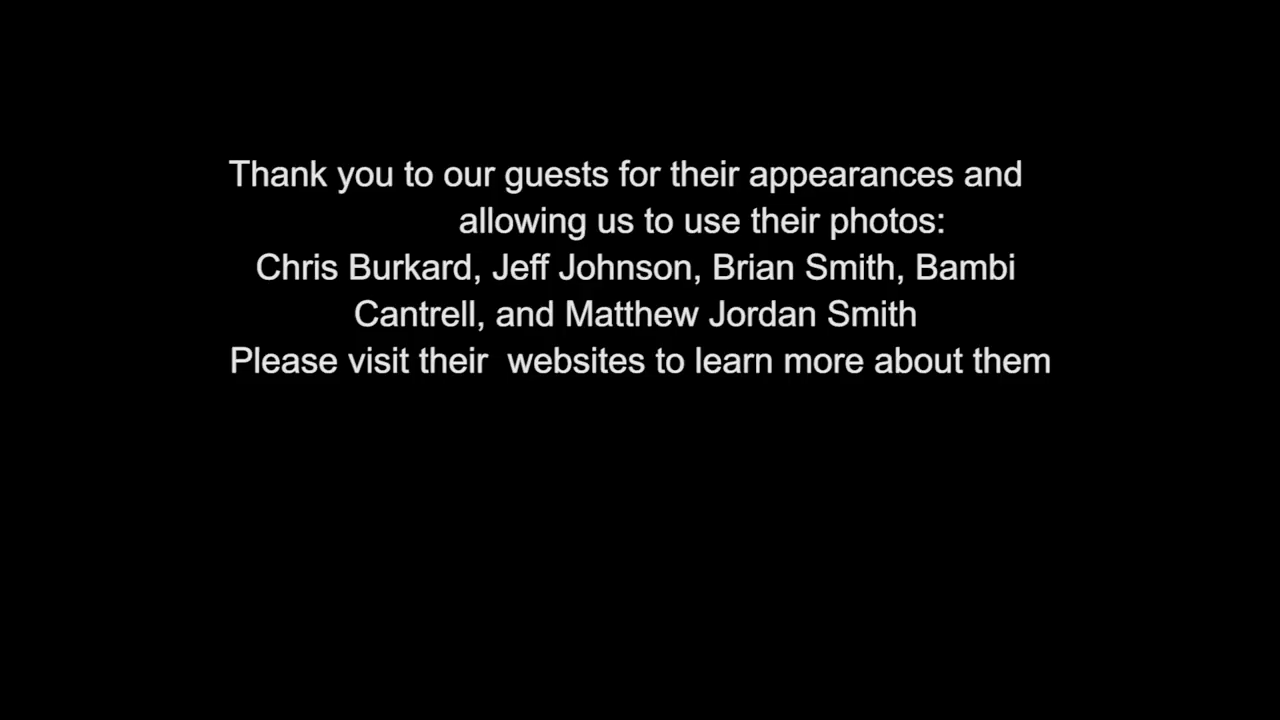 Thank you to our guests for their appearances and
allowing us to use their photos:
Chris Burkard, Jeff Johnson, Brian Smith, Bambi
Cantrell, and Matthew Jordan Smith
Please visit their  websites to learn more about them